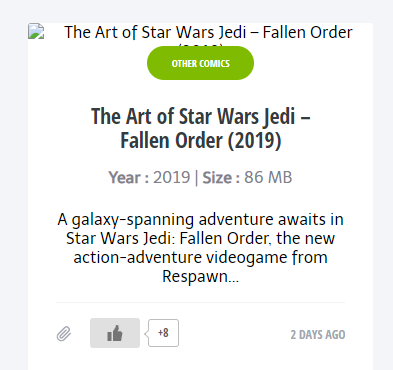 The Art of Star Wars Jedi – Fallen Order
(2019)
OTHER COMICS
The Art of Star Wars Jedi –
Fallen Order (2019)
Year : 2019 | Size : 86 MB
A galaxy-spanning adventure awaits in
Star Wars Jedi: Fallen Order, the new
action-adventure videogame from
Respawn...
+8
2 DAYS AGO